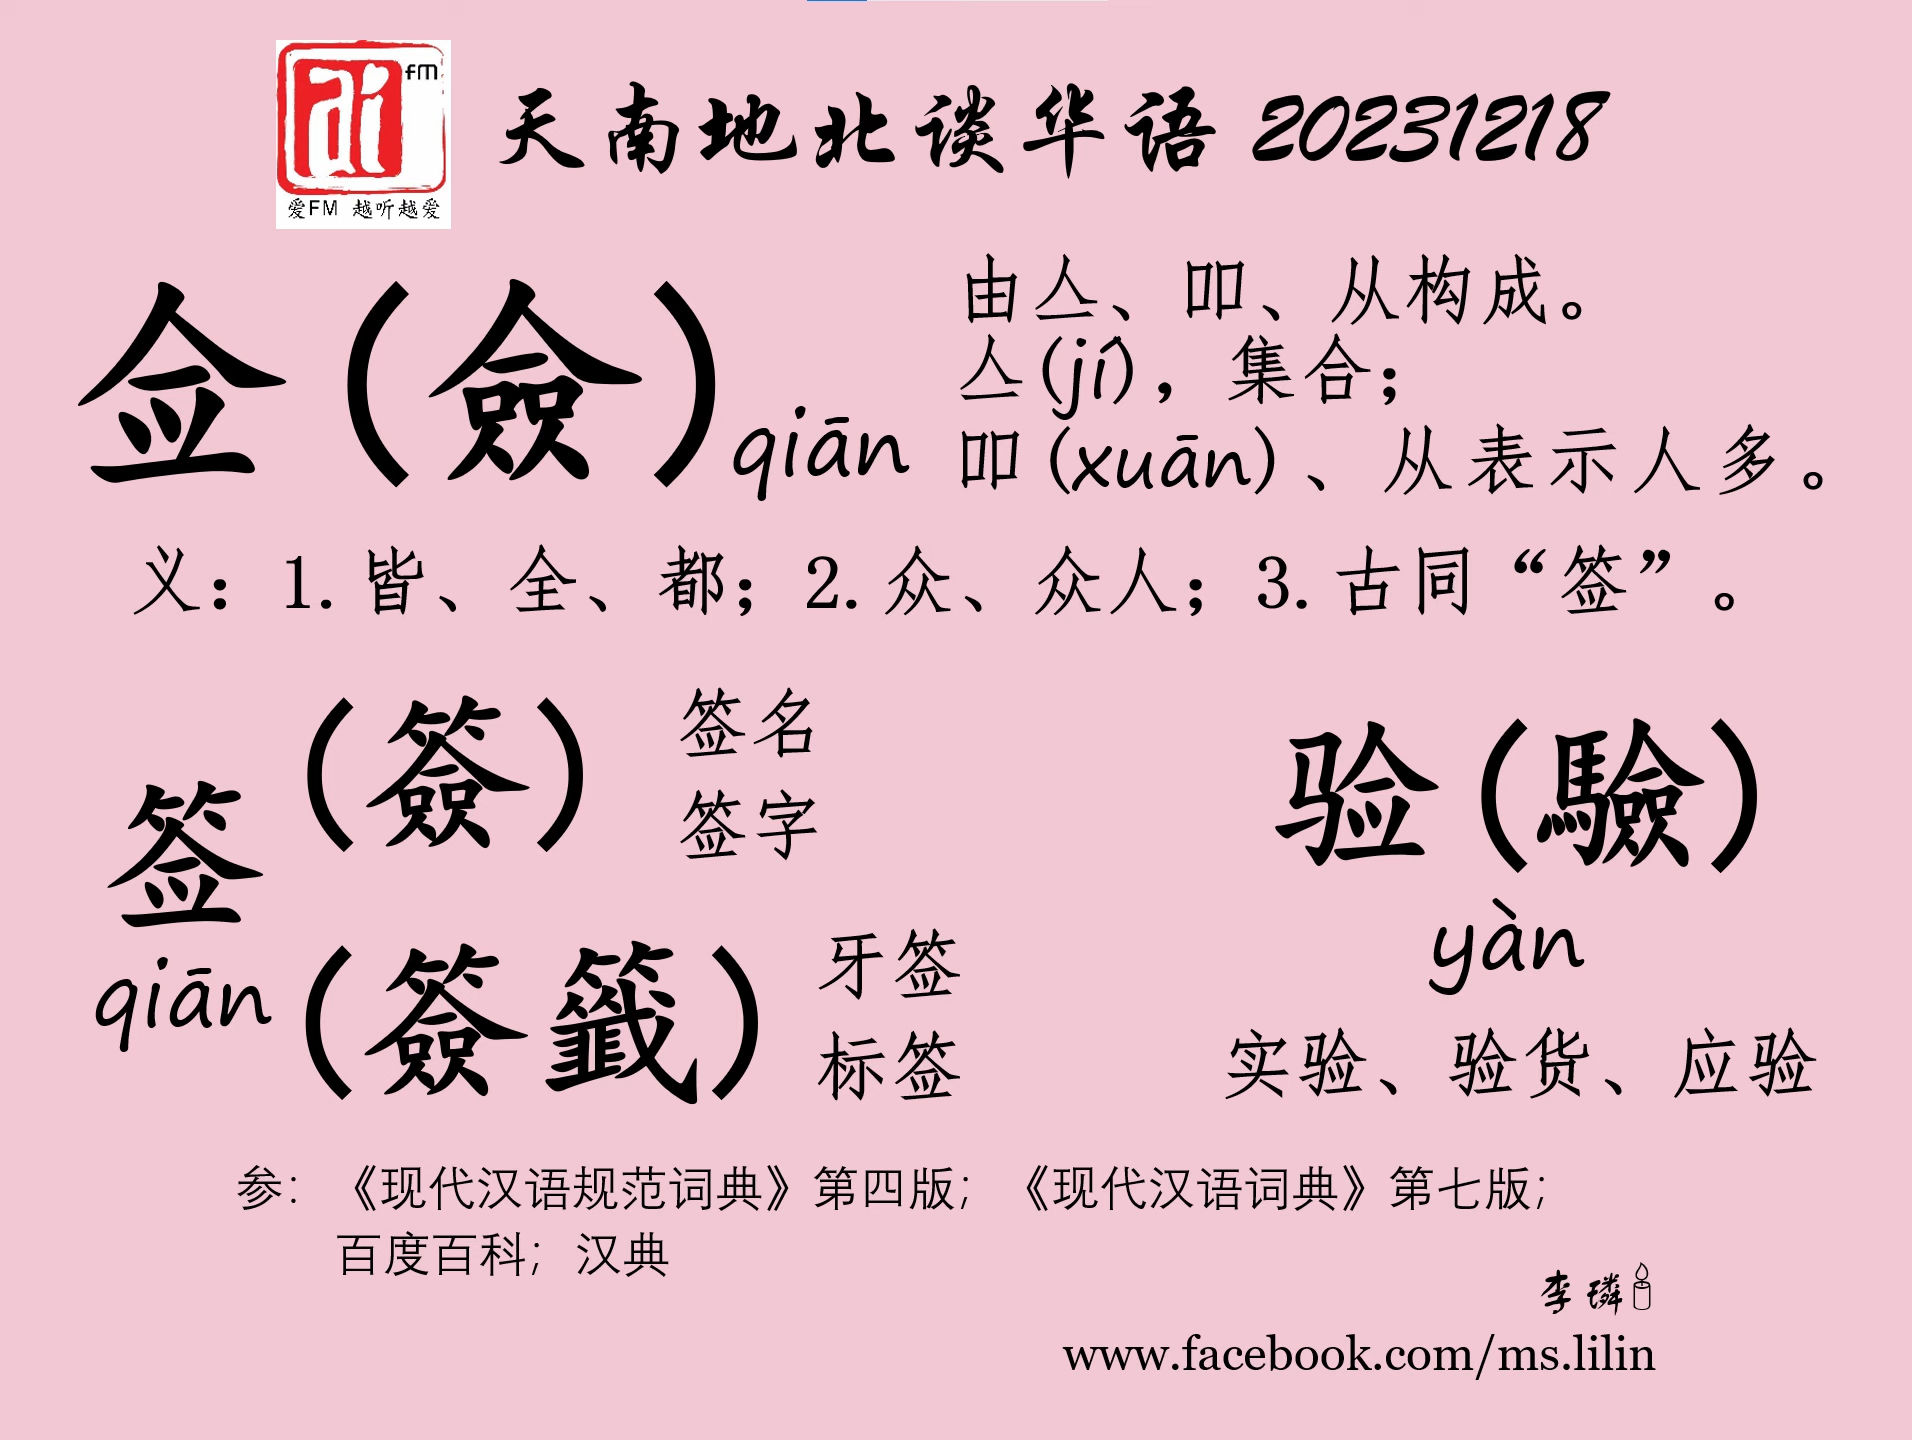 ai fm
爱FM 越听越爱
天南地北谈华语 20231218
佥(僉)qiān
由亼、吅、从构成。
亼(jí)，集合；
吅(xuān)、从表示人多。
义：1.皆、全、都；2.众、众人；3.古同“签”。
签 qiān
(簽) 签名
签字
(簽籤) 牙签
标签
验(驗)
yàn
实验、验货、应验
参：《现代汉语规范词典》第四版；《现代汉语词典》第七版；
百度百科；汉典
李璘
www.facebook.com/ms.lilin